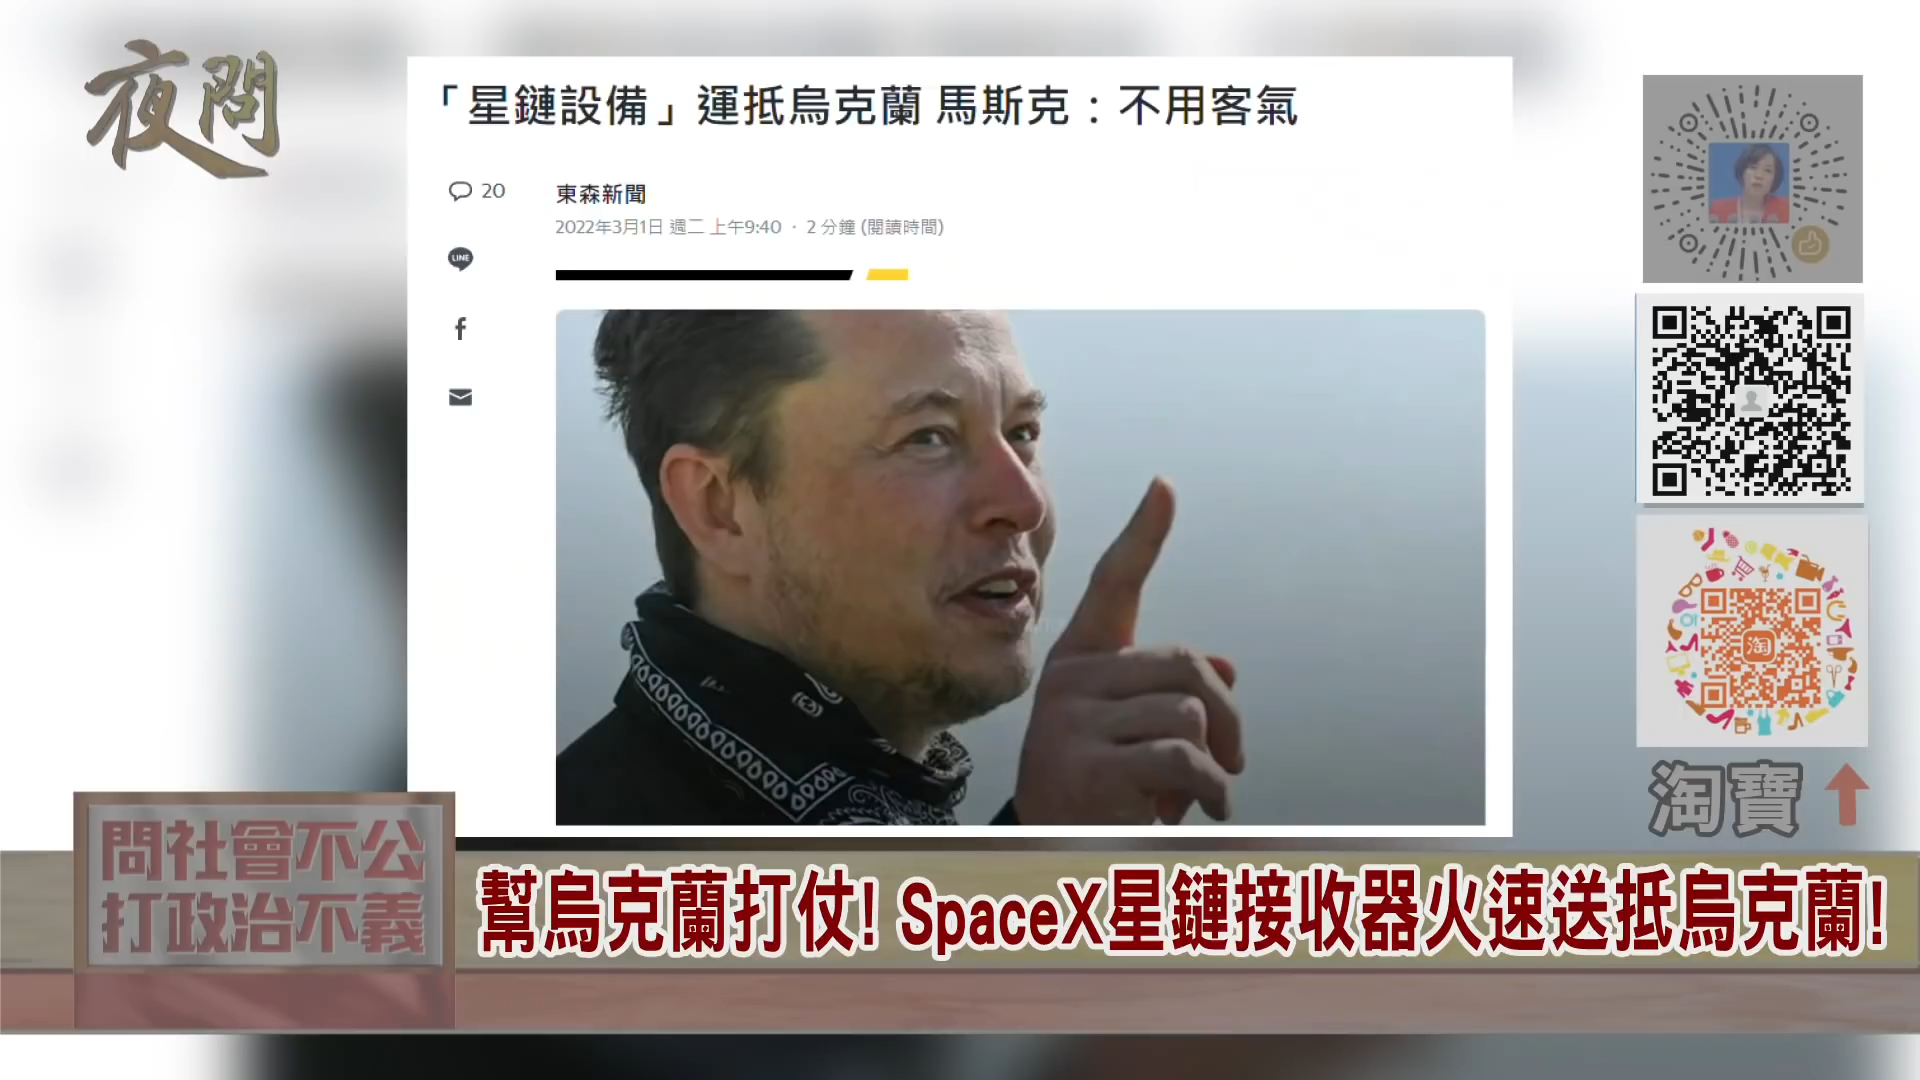 夜問
「星鏈設備」運抵烏克蘭 馬斯克：不用客氣
20
東森新聞
2022年3月1日 週二 上午9:40 · 2 分鐘 (閱讀時間)
LINE
淘
淘寶
問社會不公
打政治不義
幫烏克蘭打仗! SpaceX星鏈接收器火速送抵烏克蘭!